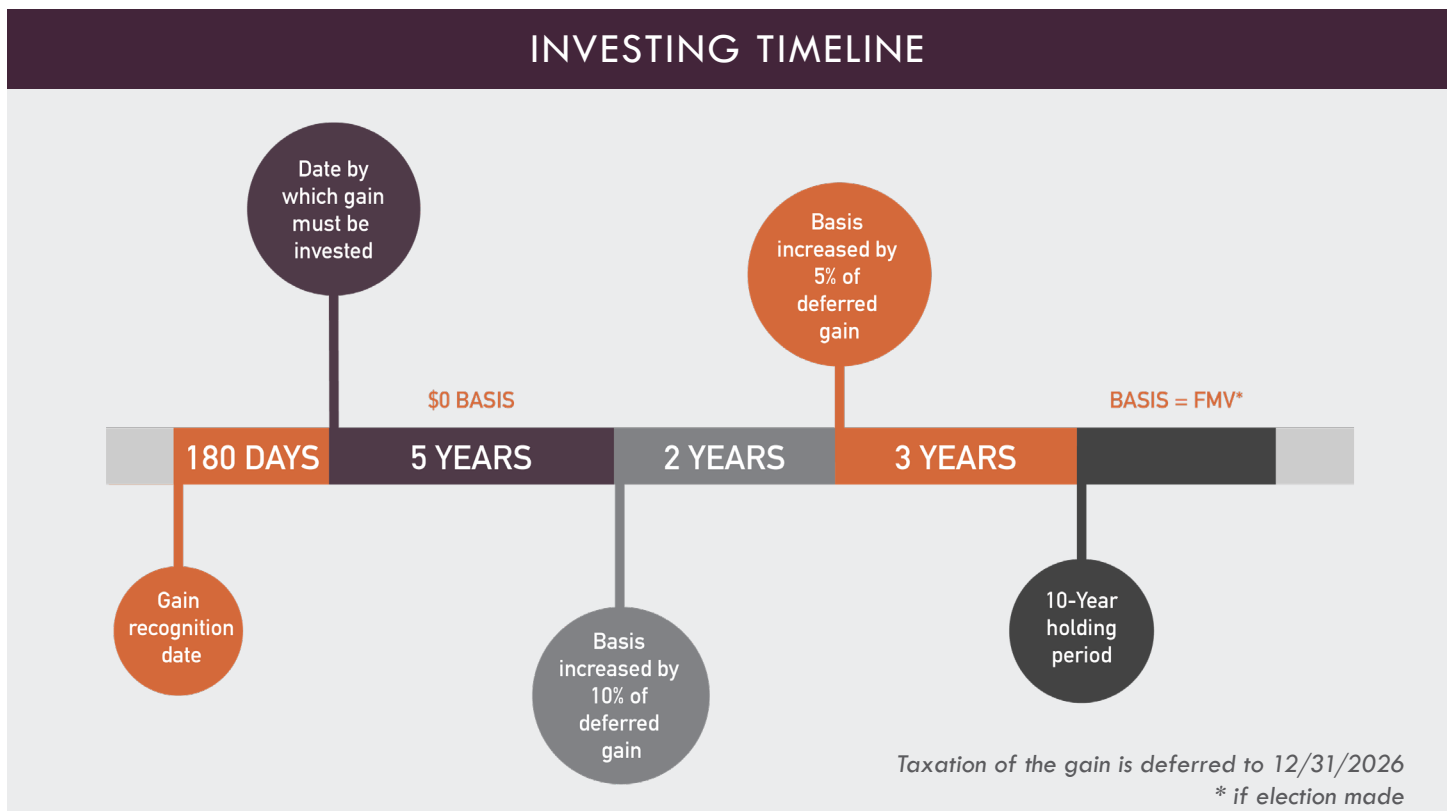 INVESTING TIMELINE
Date by
which gain
must be
invested
Basis
increased by
5% of
deferred
gain
$0 BASIS
BASIS = FMV*
180 DAYS
5 YEARS
2 YEARS
3 YEARS
Gain
recognition
date
Basis
increased by
10% of
deferred
gain
10-Year
holding
period
Taxation of the gain is deferred to 12/31/2026
* if election made